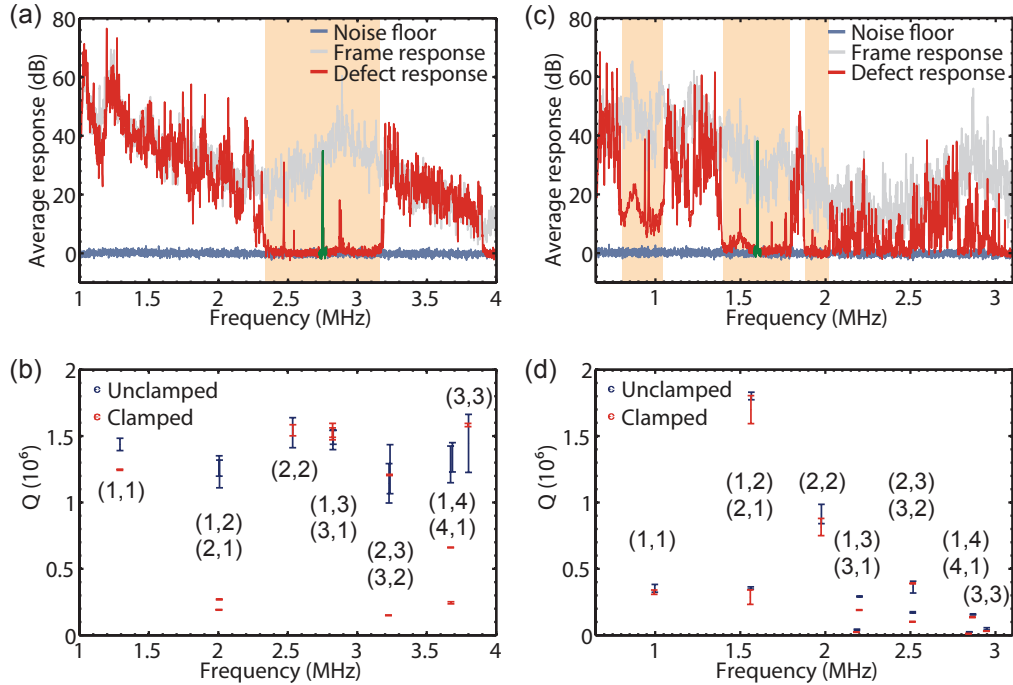 (a)
Average response (dB)
80
60
40
20
0
Noise floor
Frame response
Defect response
1 1.5 2 2.5 3 3.5 4
Frequency (MHz)
(c)
Average response (dB)
80
60
40
20
0
Noise floor
Frame response
Defect response
1 1.5 2 2.5 3
Frequency (MHz)
(b)
Q (10⁶)
2
1.5
1
0.5
0
Unclamped
Clamped
(1,1)
(1,2)
(2,1)
(2,2)
(1,3)
(3,1)
(2,3)
(3,2)
(1,4)
(4,1)
(3,3)
1 1.5 2 2.5 3 3.5 4
Frequency (MHz)
(d)
Q (10⁶)
2
1.5
1
0.5
0
Unclamped
Clamped
(1,1)
(1,2)
(2,1)
(2,2)
(1,3)
(3,1)
(2,3)
(3,2)
(1,4)
(4,1)
(3,3)
1 1.5 2 2.5 3
Frequency (MHz)